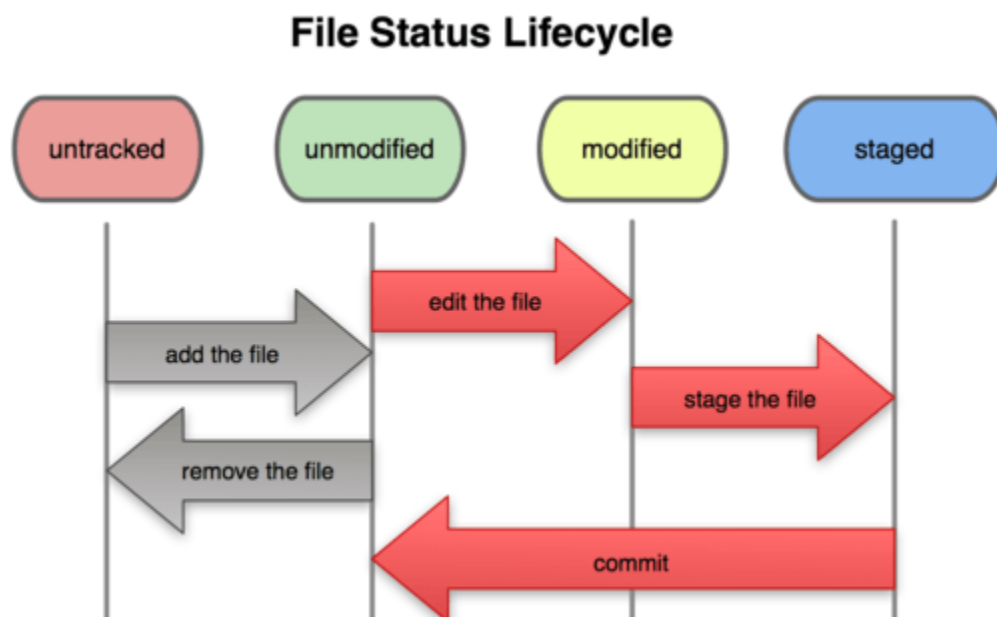 File Status Lifecycle
untracked
unmodified
modified
staged
edit the file
add the file
stage the file
remove the file
commit